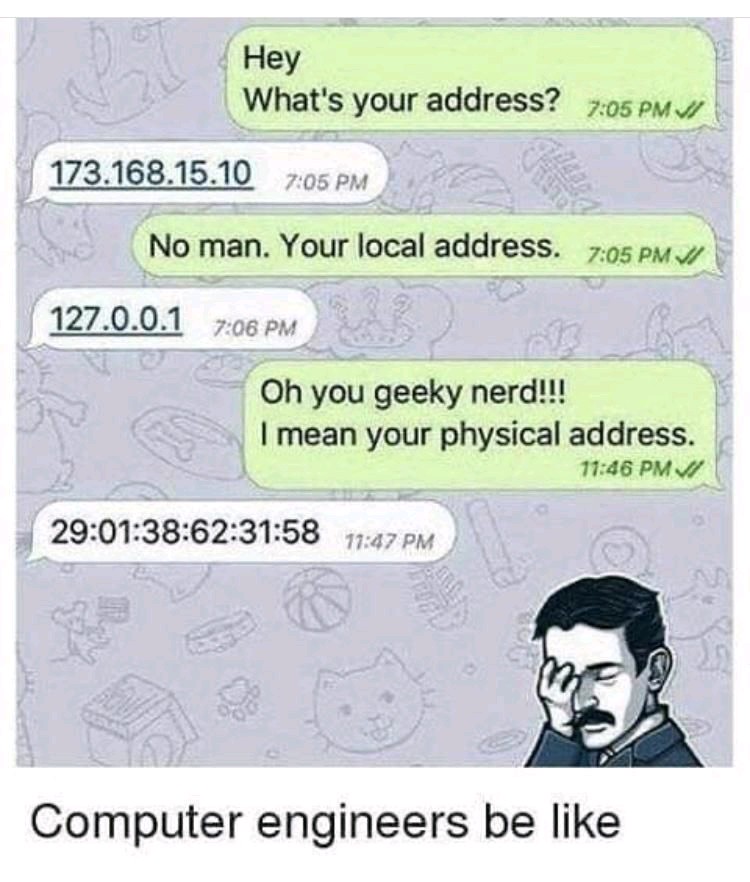 Hey
What's your address? 7:05 PM
173.168.15.10 7:05 PM
No man. Your local address. 7:05 PM
127.0.0.1 7:06 PM
Oh you geeky nerd!!!
I mean your physical address.
11:46 PM
29:01:38:62:31:58 11:47 PM
Computer engineers be like